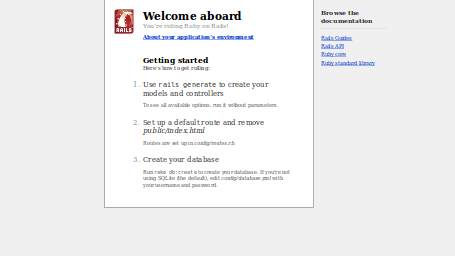 RAILS
Welcome aboard
You're riding Ruby on Rails!
About your application's environment
Getting started
Here's how to get rolling:
1. Use rails generate to create your
models and controllers
To see all available options, run it without parameters.
2. Set up a default route and remove
public/index.html
Routes are set up in config/routes.rb.
3. Create your database
Run rake db:create to create your database. If you're not
using SQLite (the default), edit config/database.yml with
your username and password.
Browse the
documentation
Rails Guides
Rails API
Ruby core
Ruby standard library